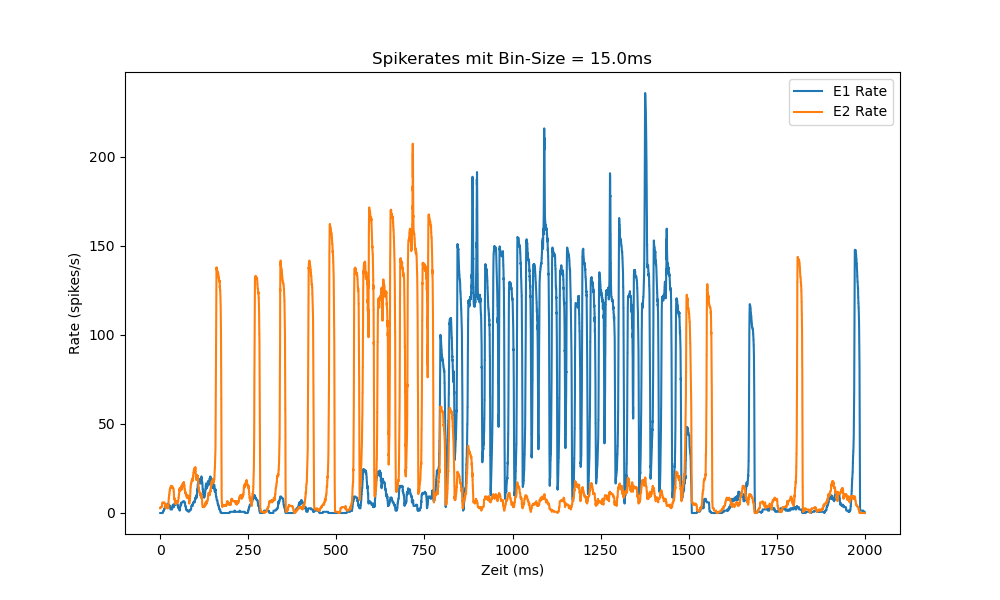 Spikerates mit Bin-Size = 15.0ms
E1 Rate
E2 Rate
Rate (spikes/s)
200
150
100
50
0
0 250 500 750 1000 1250 1500 1750 2000
Zeit (ms)